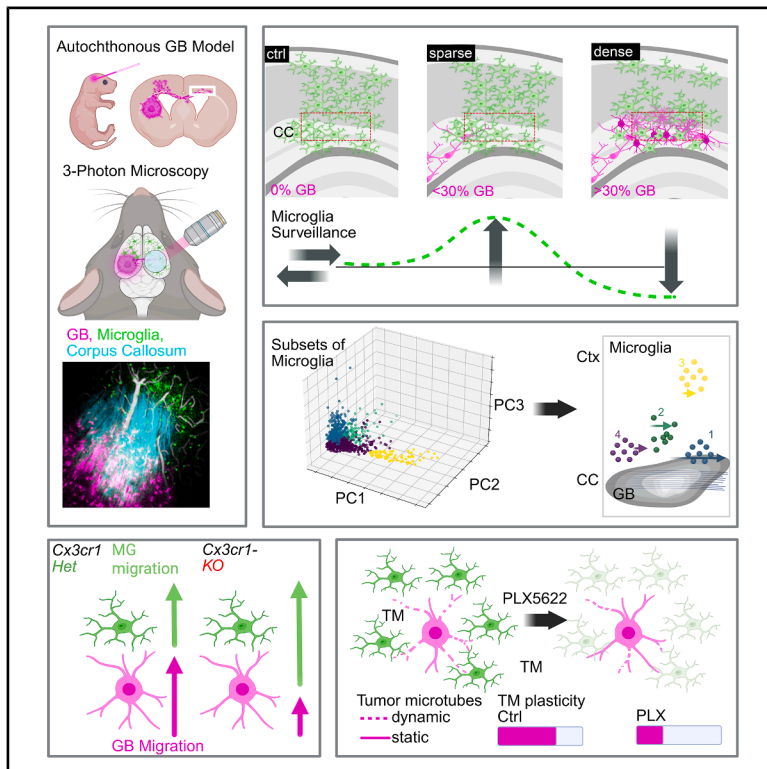 Autochthonous GB Model
3-Photon Microscopy
GB, Microglia,
Corpus Callosum
ctrl
sparse
dense
CC
0% GB
<30% GB
>30% GB
Microglia
Surveillance
Subsets of
Microglia
PC3
PC1
PC2
Ctx
Microglia
3
2
4
1
CC
GB
Cx3cr1
Het
MG
migration
Cx3cr1-
KO
GB Migration
TM
PLX5622
TM
Tumor microtubes
dynamic
static
TM plasticity
Ctrl
PLX